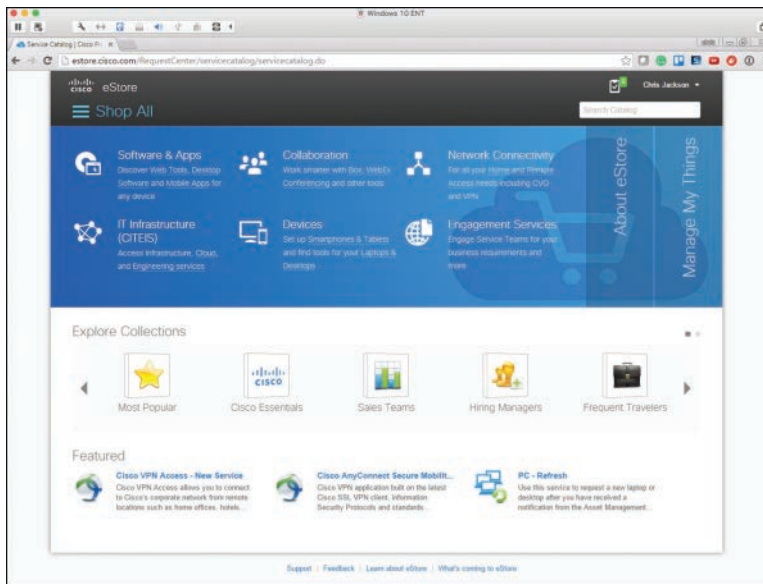 Windows 10 ENT
Service Catalog | Cisco Pr
estore.cisco.com/RequestCenter/servicecatalog/servicecatalog.do
cisco eStore
Chris Jackson
Shop All
Search Catalog
Software & Apps
Discover Web Tools, Desktop
Software and Mobile Apps for
any device
Collaboration
Work smarter with Box, WebEx
Conferencing and other tools
Network Connectivity
For all your Home and Remote
Access needs including CVO
and VPN
IT Infrastructure
(CITEIS)
Access Infrastructure, Cloud,
and Engineering services
Devices
Set up Smartphones & Tablets
and find tools for your Laptops &
Desktops
Engagement Services
Engage Service Teams for your
business requirements and
more
About eStore
Manage My Things
Explore Collections
CISCO
Most Popular
Cisco Essentials
Sales Teams
Hiring Managers
Frequent Travelers
Featured
Cisco VPN Access - New Service
Cisco VPN Access allows you to connect
to Cisco's corporate network from remote
locations such as home offices, hotels...
Cisco AnyConnect Secure Mobilit...
Cisco VPN application built on the latest
Cisco SSL VPN client, information
Security Protocols and standards...
PC - Refresh
Use this service to request a new laptop or
desktop after you have received a
notification from the Asset Management...
Support | Feedback | Learn about eStore | What's coming to eStore